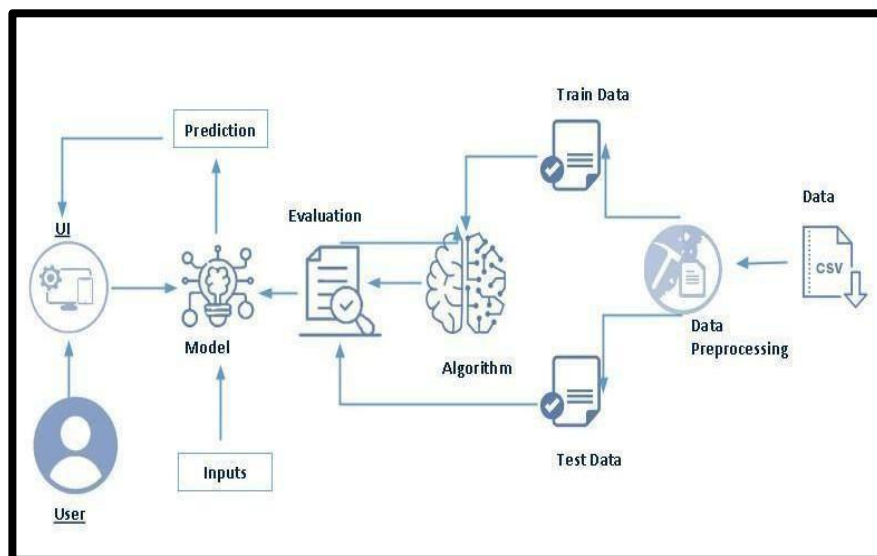 Train Data
Prediction
Data
Evaluation
UI
CSV
Model
Algorithm
Data
Preprocessing
Inputs
Test Data
User